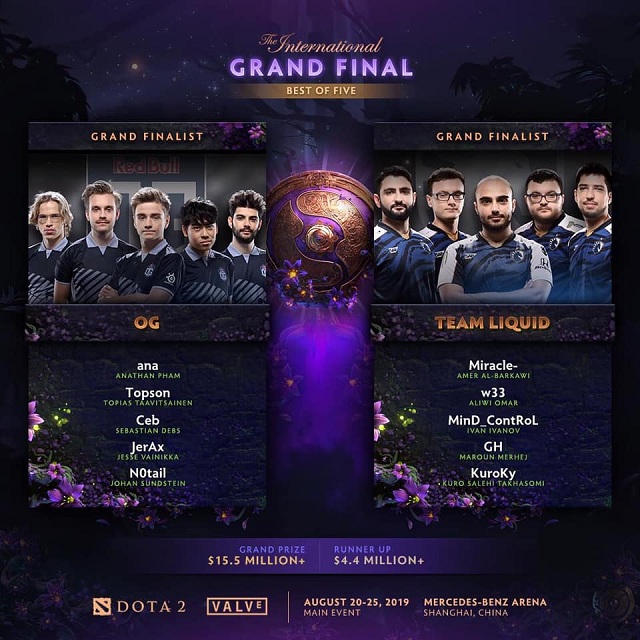 The International
GRAND FINAL
BEST OF FIVE
GRAND FINALIST
Red Bull
OG
ana
ANATHAN PHAM
Topson
TOPIAS TAAVITSAINEN
Ceb
SEBASTIAN DEBS
JerAx
JESSE VAINIKKA
N0tail
JOHAN SUNDSTEIN
GRAND FINALIST
TEAM LIQUID
Miracle-
AMER AL-BARKAWI
w33
ALIWI OMAR
MinD_ContRoL
IVAN IVANOV
GH
MAROUN MERHEJ
KuroKy
KURO SALEHI TAKHASOMI
GRAND PRIZE
$15.5 MILLION+
RUNNER UP
$4.4 MILLION+
DOTA 2
VALVE
AUGUST 20-25, 2019
MAIN EVENT
MERCEDES-BENZ ARENA
SHANGHAI, CHINA